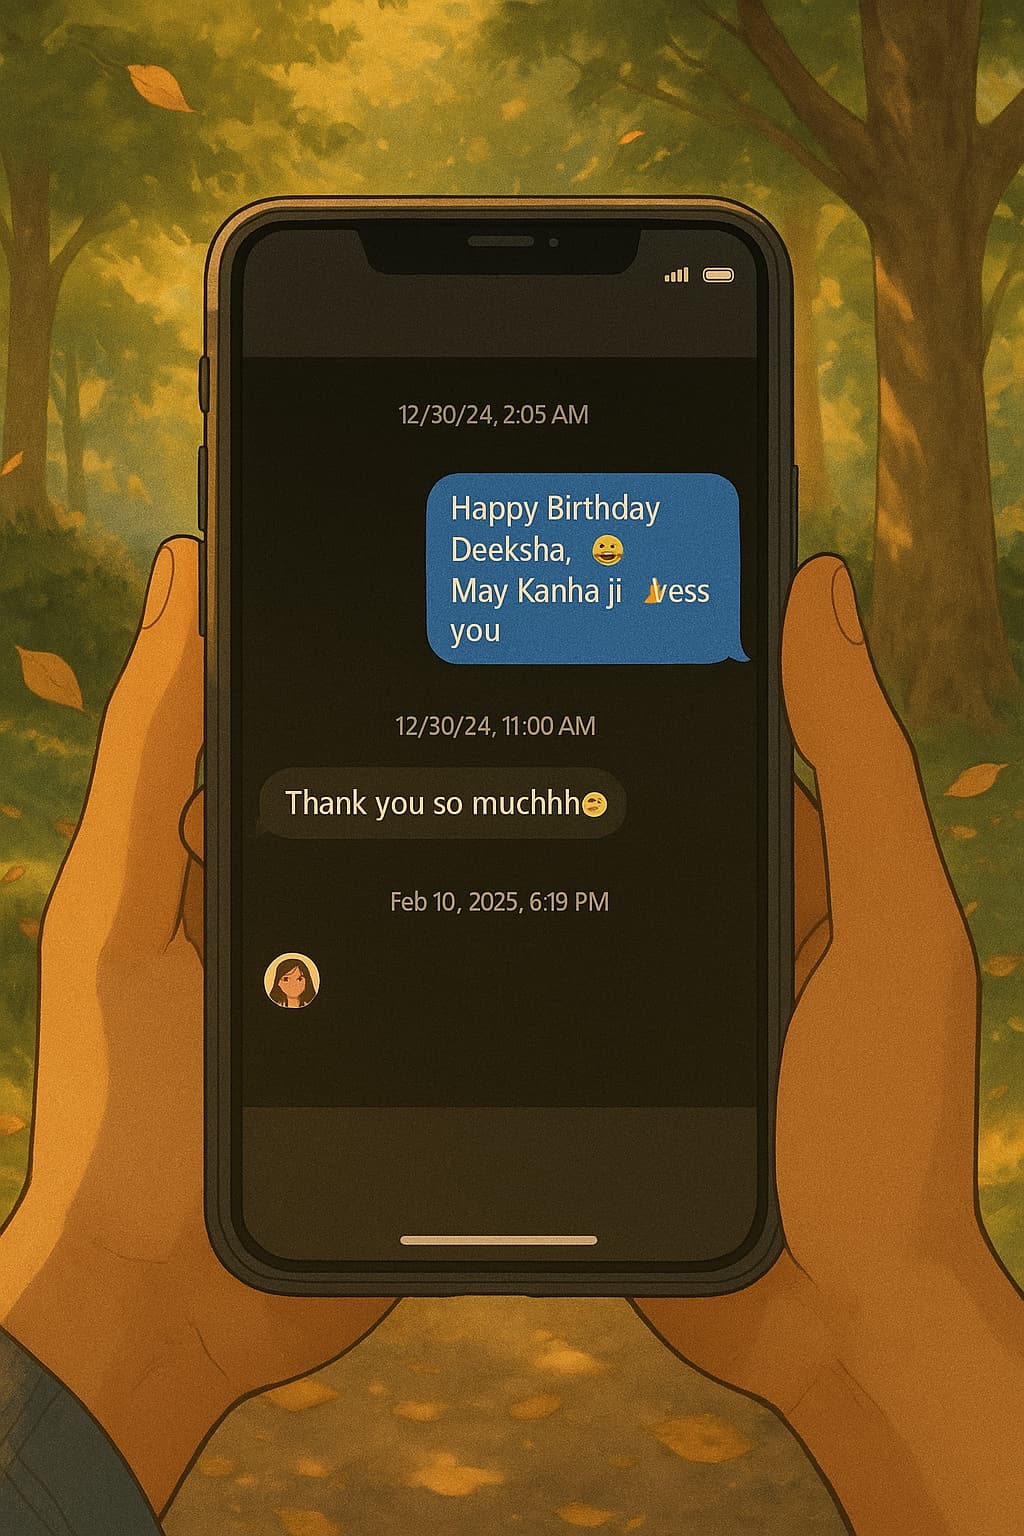 12/30/24, 2:05 AM
Happy Birthday
Deeksha, 😀
May Kanha ji
you
12/30/24, 11:00 AM
Thank you so muchhh
Feb 10, 2025, 6:19 PM